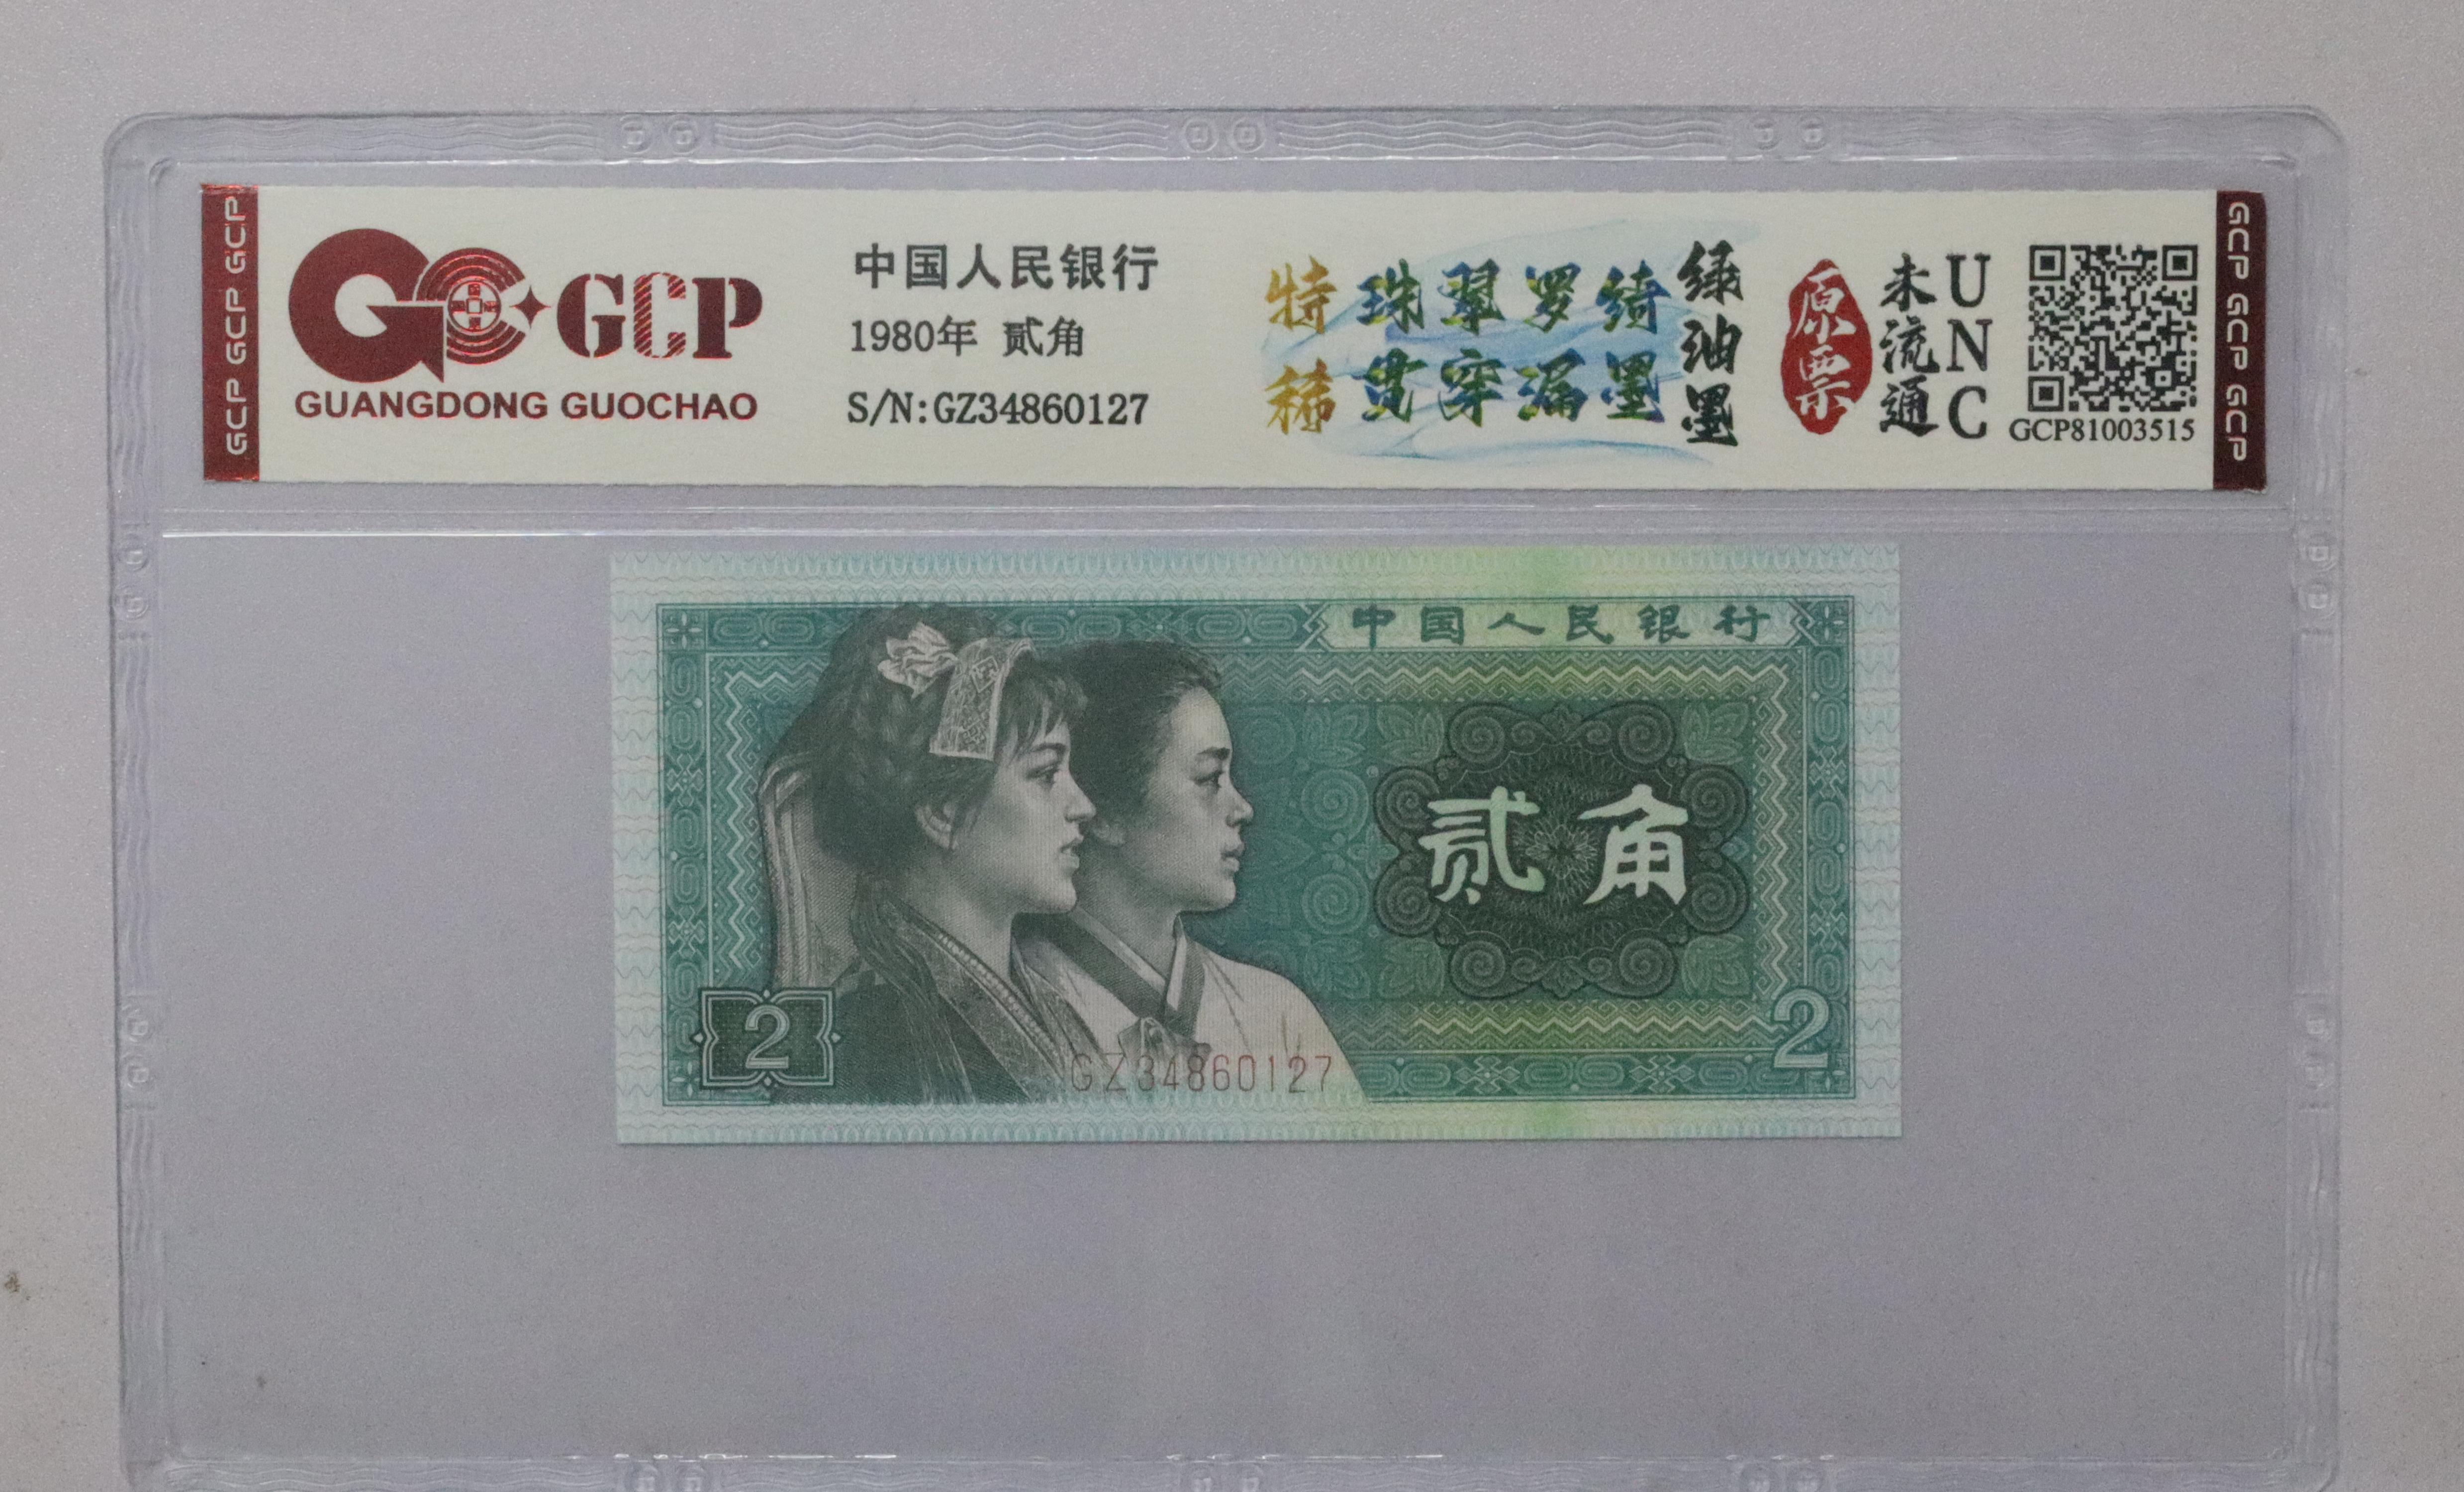 GCP GCP GCP
GCP
GUANGDONG GUOCHAO
中国人民银行
1980年 贰角
S/N:GZ34860127
特稀
珠翠罗绮
贯穿漏墨
绿油墨
原票
未流通
UNC
GCP81003515
GCP GCP GCP
中国人民银行
贰角
2
2
GZ34860127